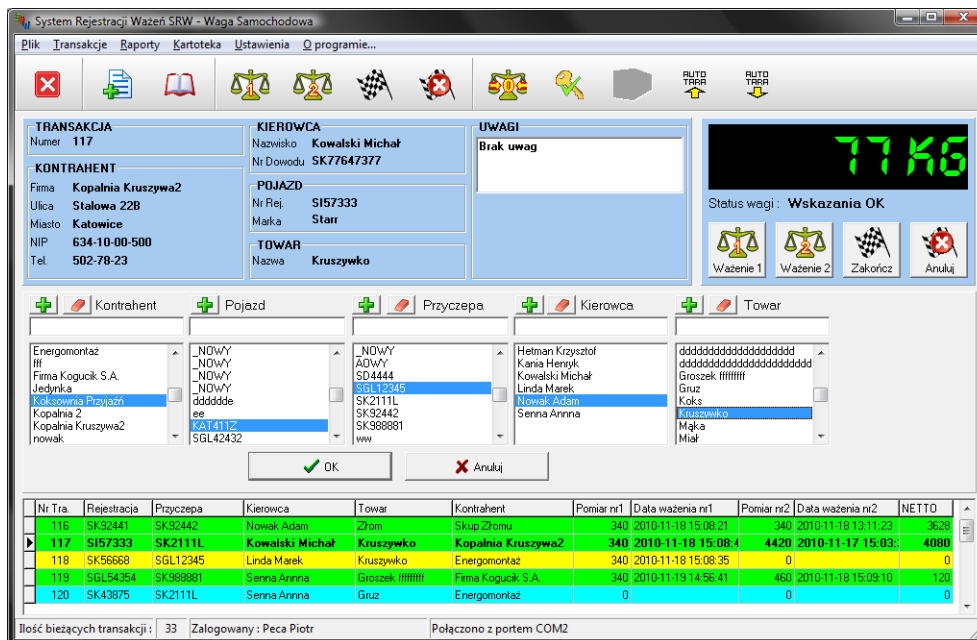 System Rejestracji Ważeń SRW - Waga Samochodowa
Plik Transakcje Raporty Kartoteka Ustawienia O programie...
1 2 0 AUTO TARA AUTO TARA
TRANSAKCJA
Numer 117
KONTRAHENT
Firma Kopalnia Kruszywa2
Ulica Stalowa 22B
Miasto Katowice
NIP 634-10-00-500
Tel. 502-78-23
KIEROWCA
Nazwisko Kowalski Michał
Nr Dowodu SK77647377
POJAZD
Nr Rej. SI57333
Marka Starr
TOWAR
Nazwa Kruszywko
UWAGI
Brak uwag
77 KG
Status wagi : Wskazania OK
1 2
Ważenie 1 Ważenie 2 Zakończ Anuluj
Kontrahent Pojazd Przyczepa Kierowca Towar
Energomontaż
fff
Firma Kogucik S.A.
Jedynka
Koksownia Przyjaźń
Kopalnia 2
Kopalnia Kruszywa2
nowak
_NOWY
_NOWY
_NOWY
_NOWY
dddddde
ee
KAT411Z
SGL42432
_NOWY
AOWY
SD4444
SGL12345
SK2111L
SK92442
SK988881
ww
Hetman Krzysztof
Kania Henryk
Kowalski Michał
Linda Marek
Nowak Adam
Senna Annna
Groszek fffffffff
Gruz
Koks
Kruszywko
Mąka
Miał
OK Anuluj
Nr Tra. Rejestracja Przyczepa Kierowca Towar Kontrahent Pomiar nr1 Data ważenia nr1 Pomiar nr2 Data ważenia nr2 NETTO
116 SK92441 SK92442 Nowak Adam Złom Skup Złomu 340 2010-11-18 15:08:21 340 2010-11-18 13:11:23 3628
117 SI57333 SK2111L Kowalski Michał Kruszywko Kopalnia Kruszywa2 340 2010-11-18 15:08:4 4420 2010-11-17 15:03: 4080
118 SK56668 SGL12345 Linda Marek Kruszywko Energomontaż 340 2010-11-18 15:08:35 0 0
119 SGL54354 SK988881 Senna Annna Groszek fffffffff Firma Kogucik S.A. 340 2010-11-19 14:56:41 460 2010-11-18 15:09:10 120
120 SK43875 SK2111L Senna Annna Gruz Energomontaż 0 0 0
Ilość bieżących transakcji : 33 Zalogowany : Peca Piotr Połączono z portem COM2